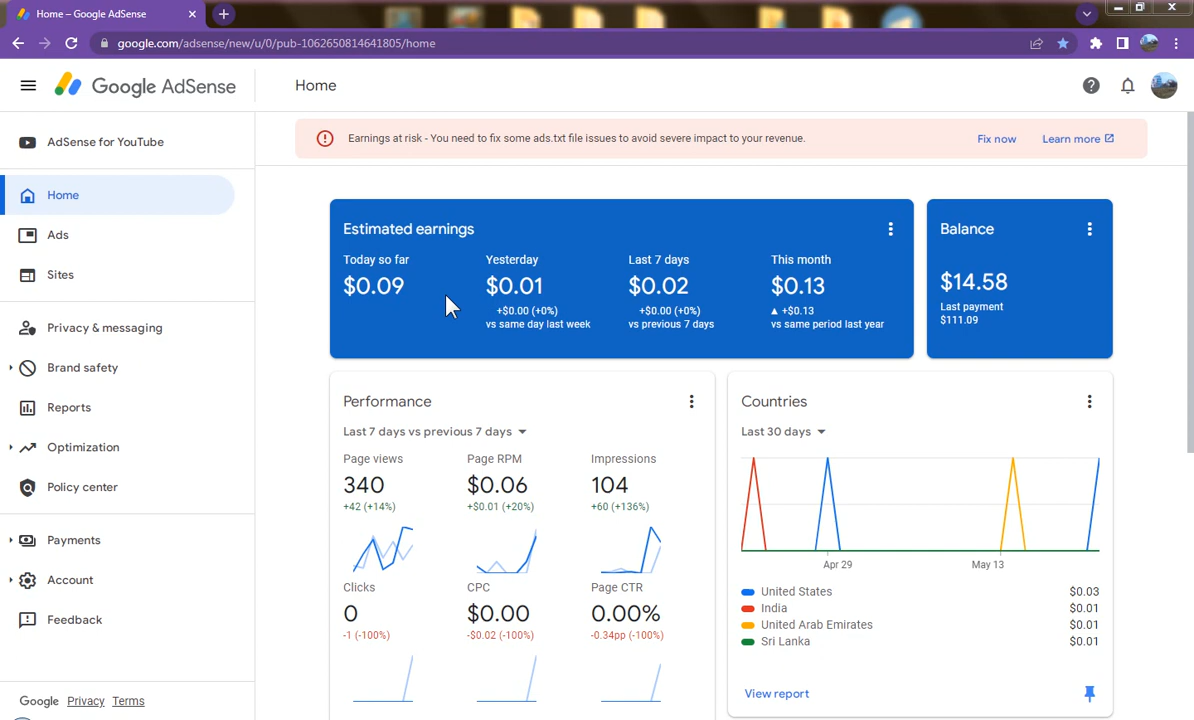 Home – Google AdSense
google.com/adsense/new/u/0/pub-1062650814641805/home
Google AdSense
Home
AdSense for YouTube
Earnings at risk - You need to fix some ads.txt file issues to avoid severe impact to your revenue.
Fix now
Learn more
Home
Ads
Sites
Privacy & messaging
Brand safety
Reports
Optimization
Policy center
Payments
Account
Feedback
Google Privacy Terms
Estimated earnings
Today so far
$0.09
Yesterday
$0.01
+$0.00 (+0%)
vs same day last week
Last 7 days
$0.02
+$0.00 (+0%)
vs previous 7 days
This month
$0.13
▲ +$0.13
vs same period last year
Balance
$14.58
Last payment
$111.09
Performance
Last 7 days vs previous 7 days
Page views
340
+42 (+14%)
Page RPM
$0.06
+$0.01 (+20%)
Impressions
104
+60 (+136%)
Clicks
0
-1 (-100%)
CPC
$0.00
-$0.02 (-100%)
Page CTR
0.00%
-0.34pp (-100%)
Countries
Last 30 days
Apr 29
May 13
United States $0.03
India $0.01
United Arab Emirates $0.01
Sri Lanka $0.01
View report